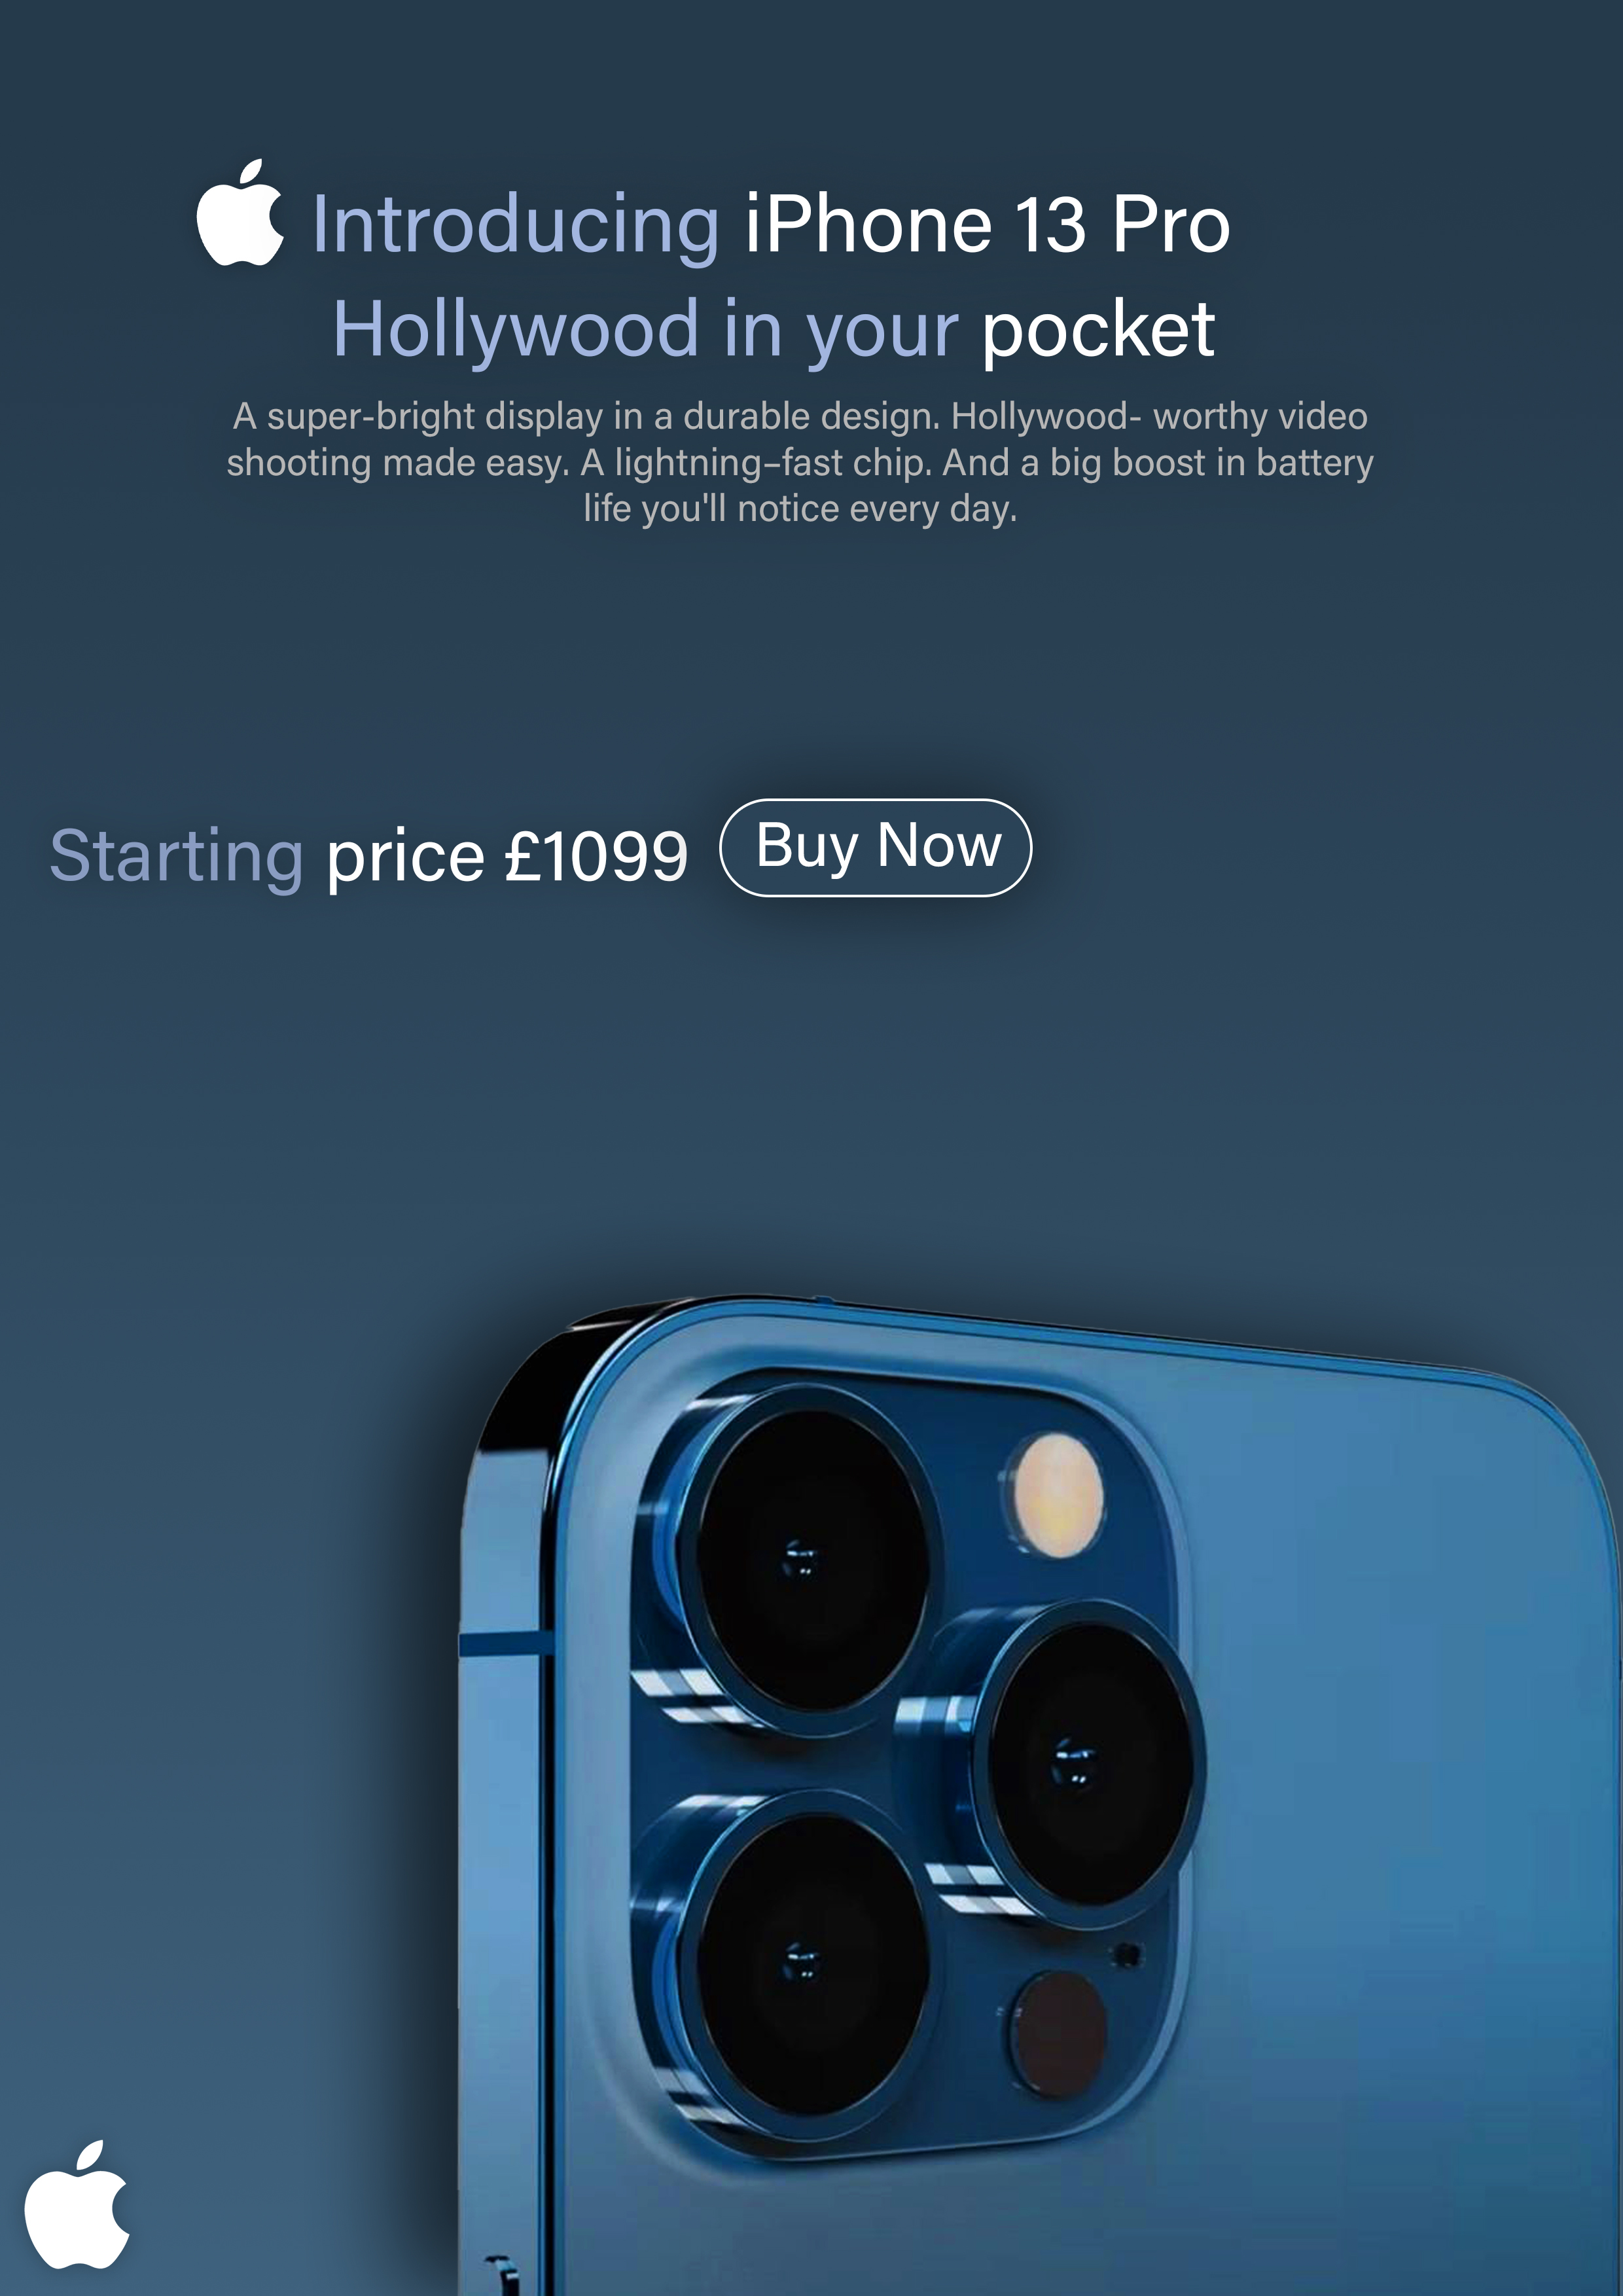 Introducing iPhone 13 Pro
Hollywood in your pocket
A super-bright display in a durable design. Hollywood- worthy video
shooting made easy. A lightning–fast chip. And a big boost in battery
life you'll notice every day.
Starting price £1099
Buy Now